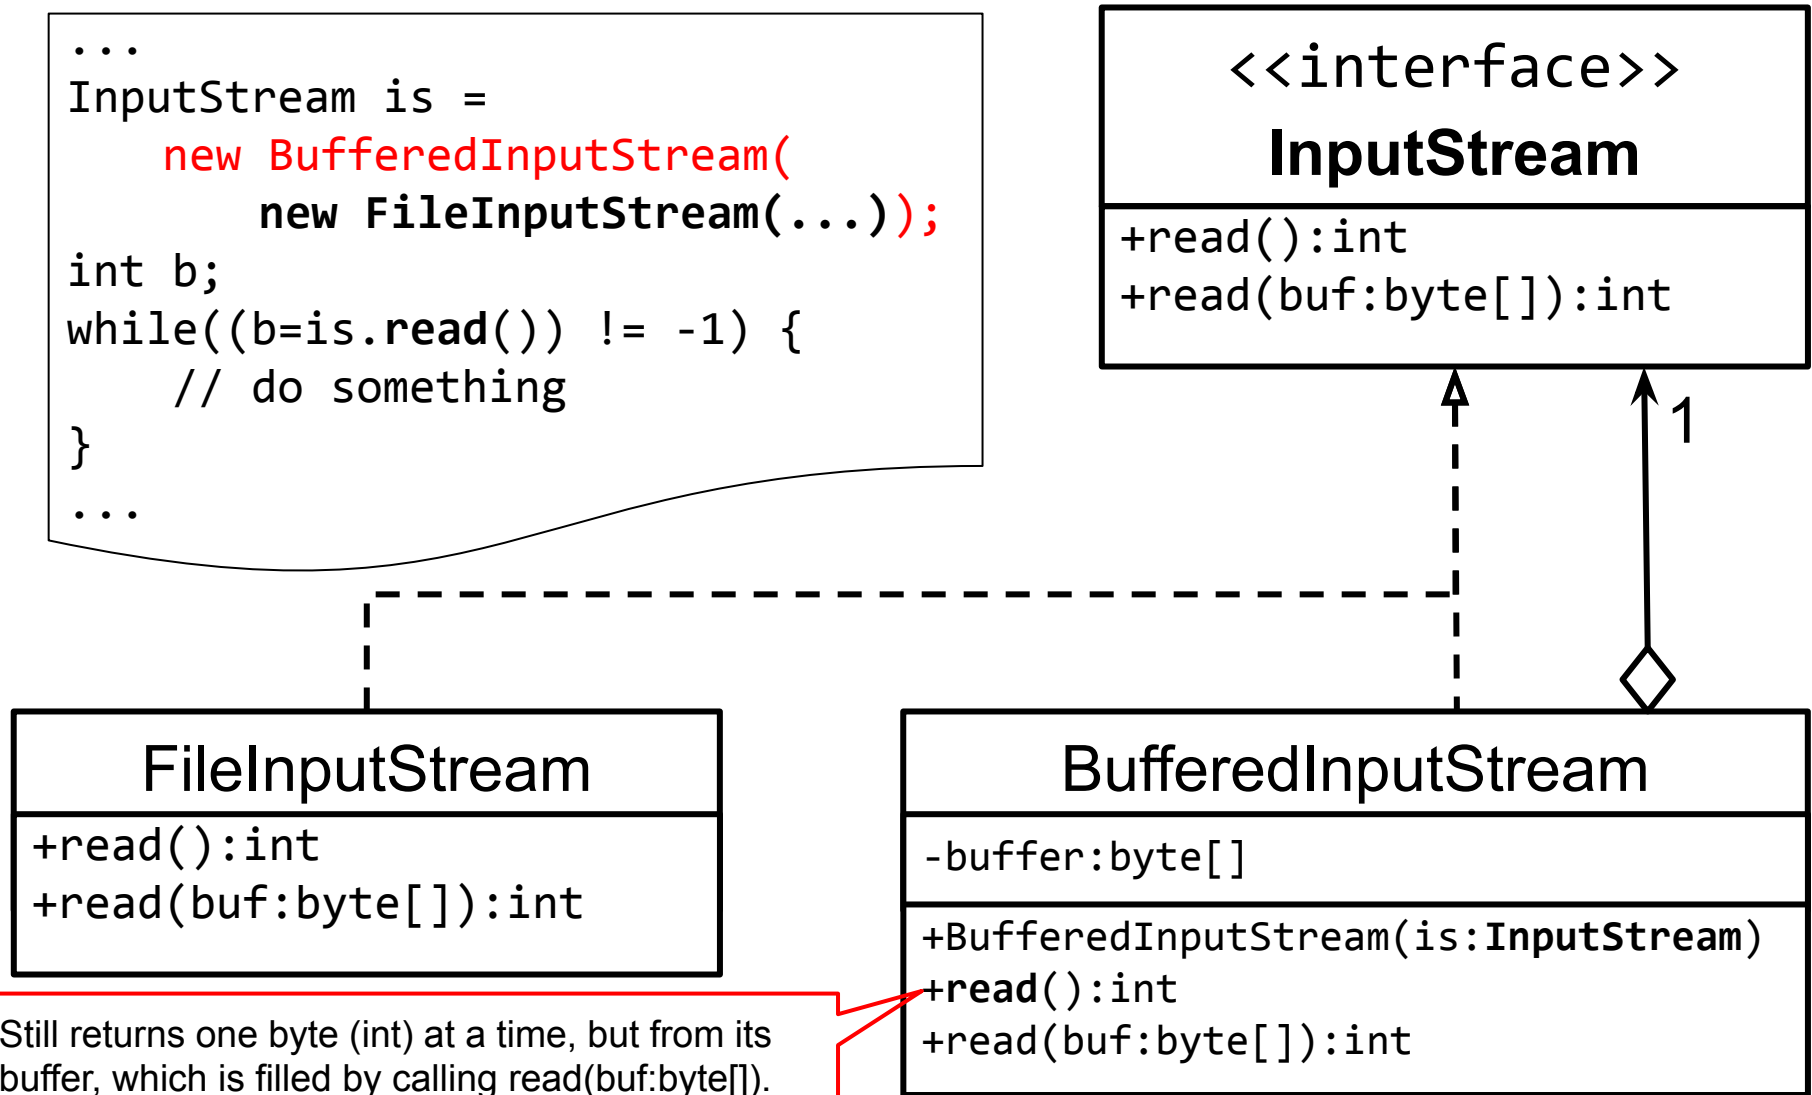 ...
InputStream is =
new BufferedInputStream(
new FileInputStream(...));
int b;
while((b=is.read()) != -1) {
// do something
}
...
<<interface>>
InputStream
+read():int
+read(buf:byte[]):int
1
FileInputStream
+read():int
+read(buf:byte[]):int
BufferedInputStream
-buffer:byte[]
+BufferedInputStream(is:InputStream)
+read():int
+read(buf:byte[]):int
Still returns one byte (int) at a time, but from its
buffer, which is filled by calling read(buf:byte[]).